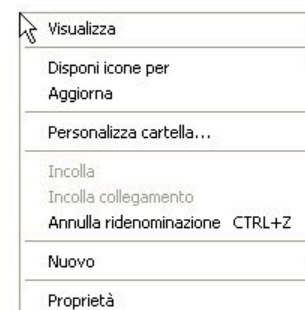 Visualizza
Disponi icone per
Aggiorna
Personalizza cartella...
Incolla
Incolla collegamento
Annulla ridenominazione CTRL+Z
Nuovo
Proprietà